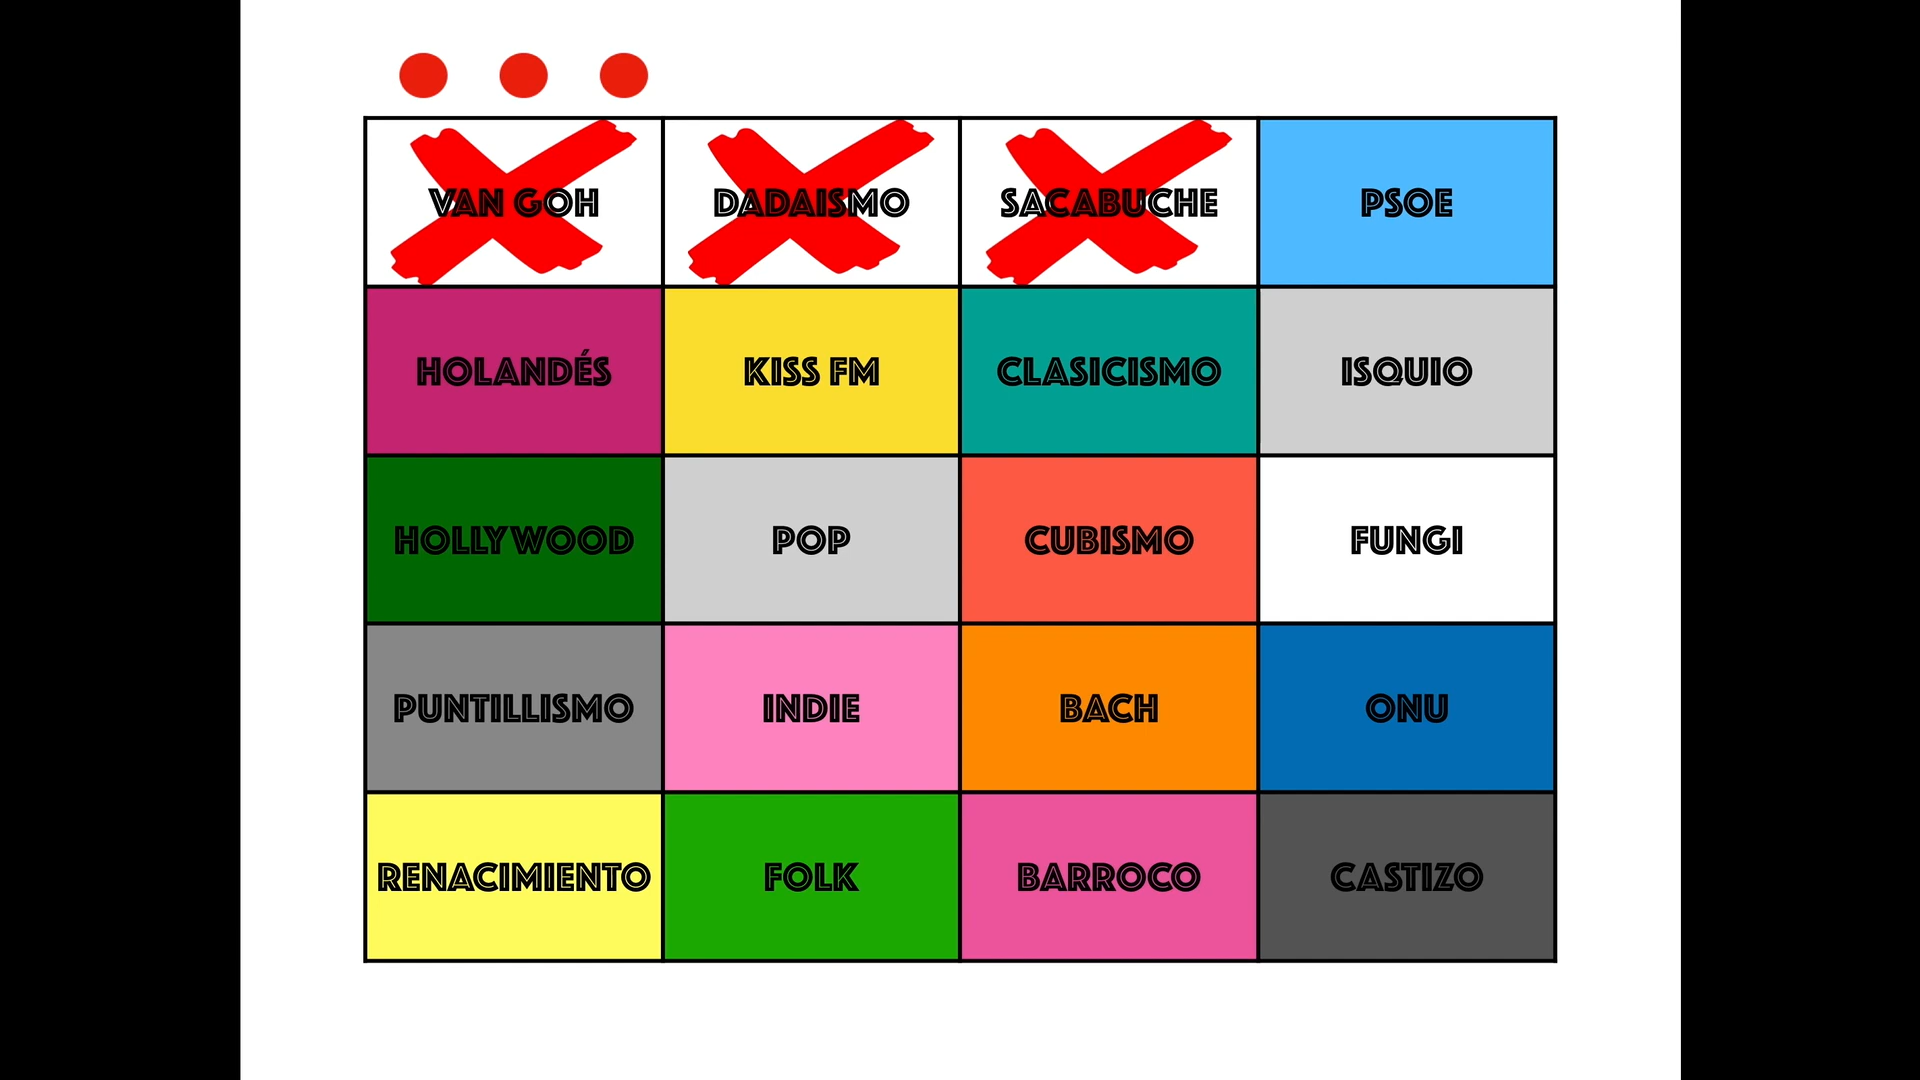 VAN GOH
DADAISMO
SACABUCHE
PSOE
HOLANDÉS
KISS FM
CLASICISMO
ISQUIO
HOLLYWOOD
POP
CUBISMO
FUNGI
PUNTILLISMO
INDIE
BACH
ONU
RENACIMIENTO
FOLK
BARROCO
CASTIZO